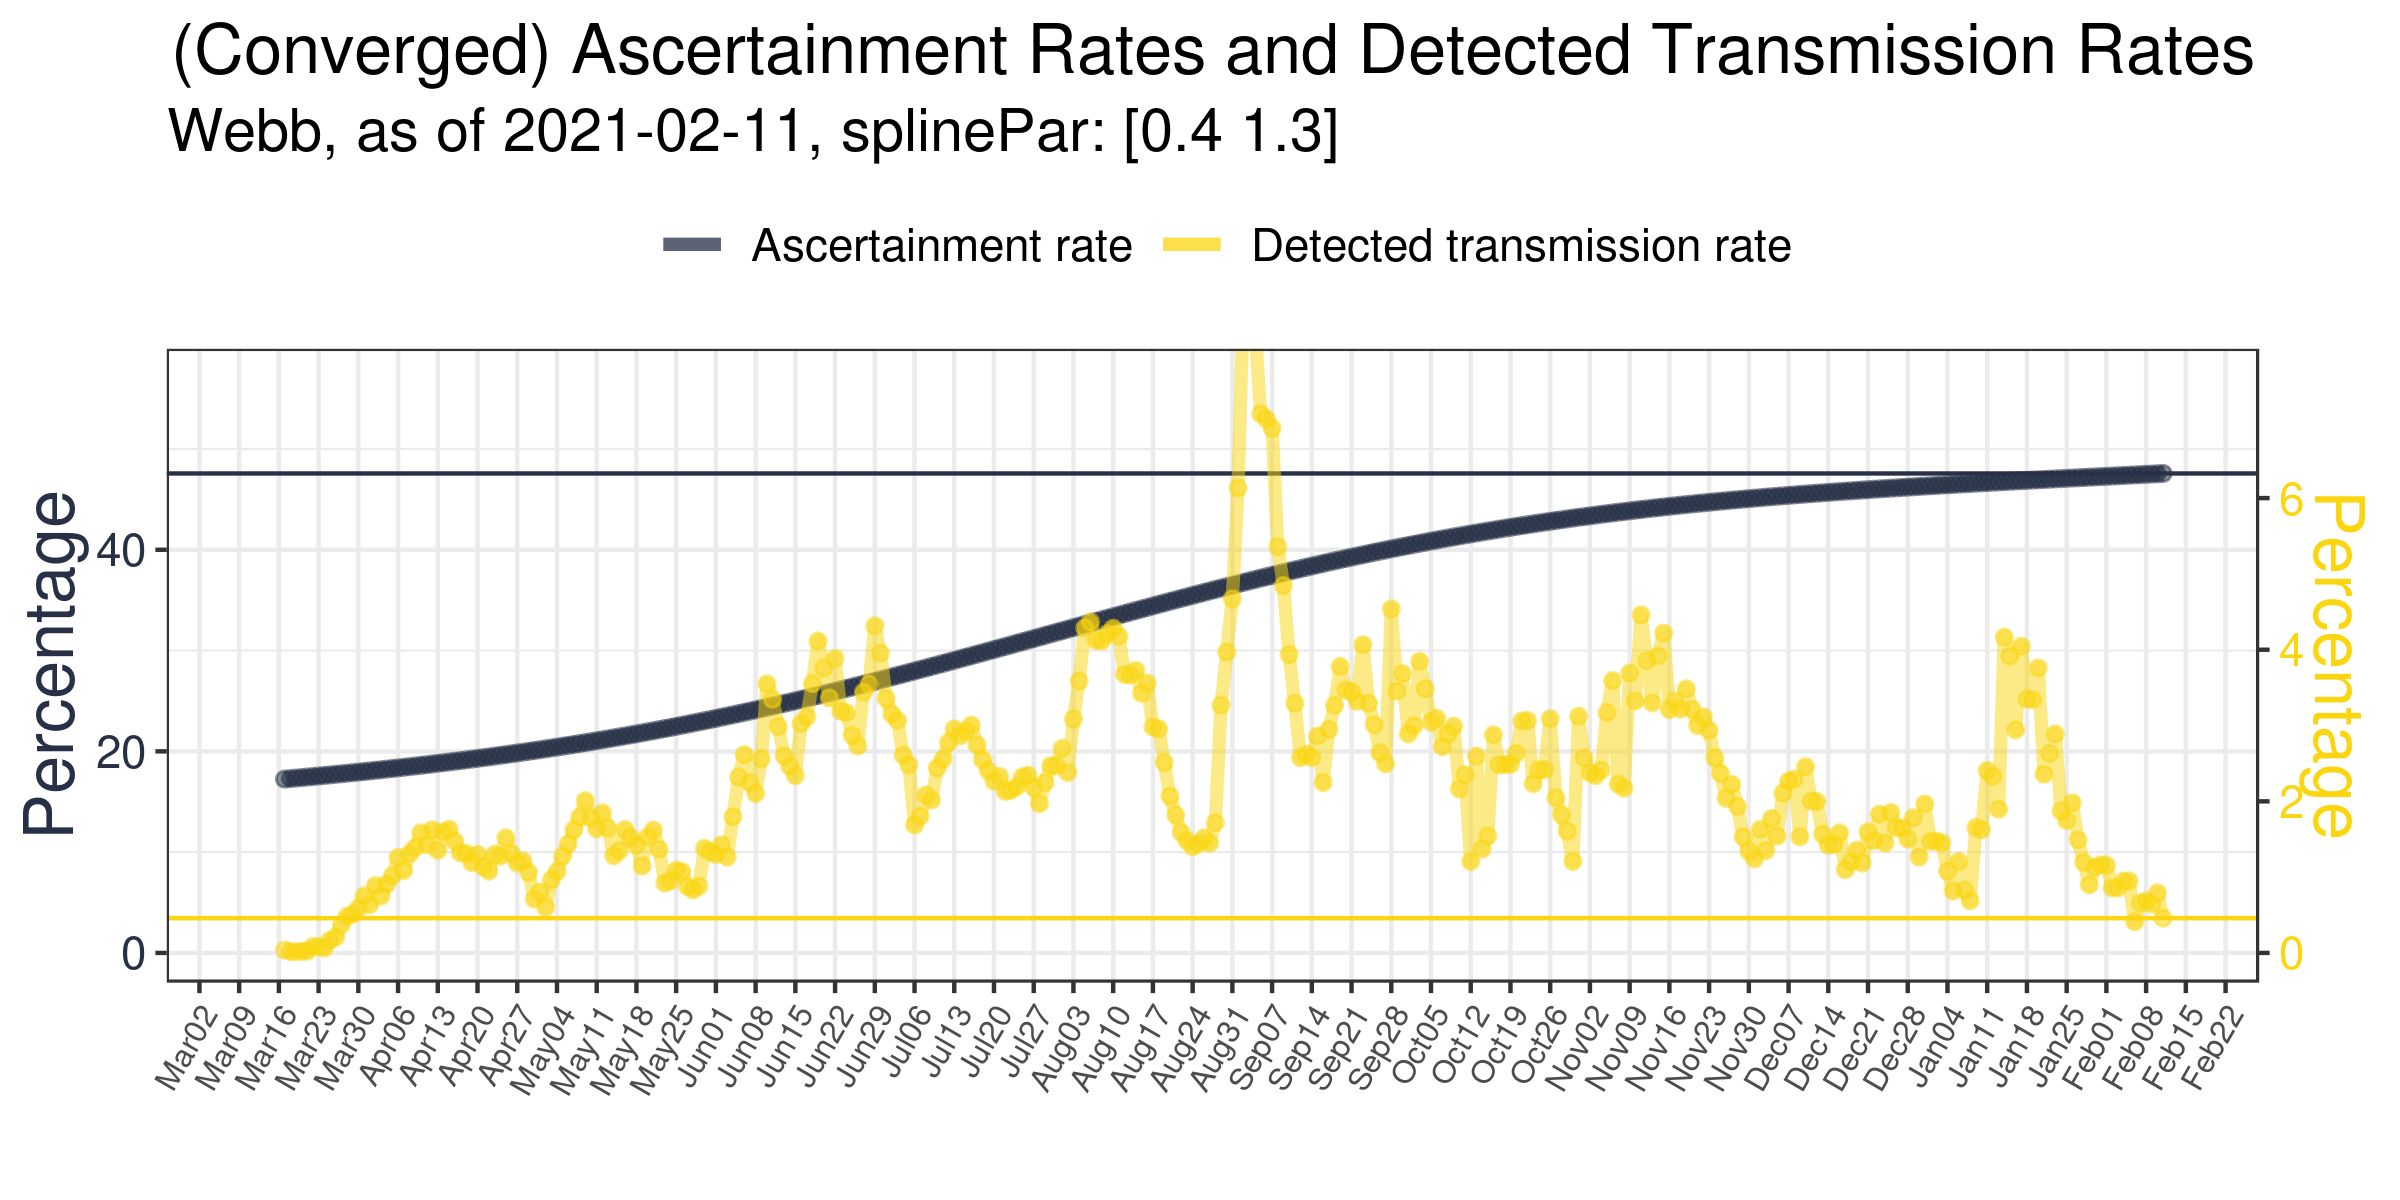 (Converged) Ascertainment Rates and Detected Transmission Rates
Webb, as of 2021-02-11, splinePar: [0.4 1.3]
Ascertainment rate
Detected transmission rate
Percentage
40
20
0
6
4
2
0
Percentage
Mar02
Mar09
Mar16
Mar23
Mar30
Apr06
Apr13
Apr20
Apr27
May04
May11
May18
May25
Jun01
Jun08
Jun15
Jun22
Jun29
Jul06
Jul13
Jul20
Jul27
Aug03
Aug10
Aug17
Aug24
Aug31
Sep07
Sep14
Sep21
Sep28
Oct05
Oct12
Oct19
Oct26
Nov02
Nov09
Nov16
Nov23
Nov30
Dec07
Dec14
Dec21
Dec28
Jan04
Jan11
Jan18
Jan25
Feb01
Feb08
Feb15
Feb22